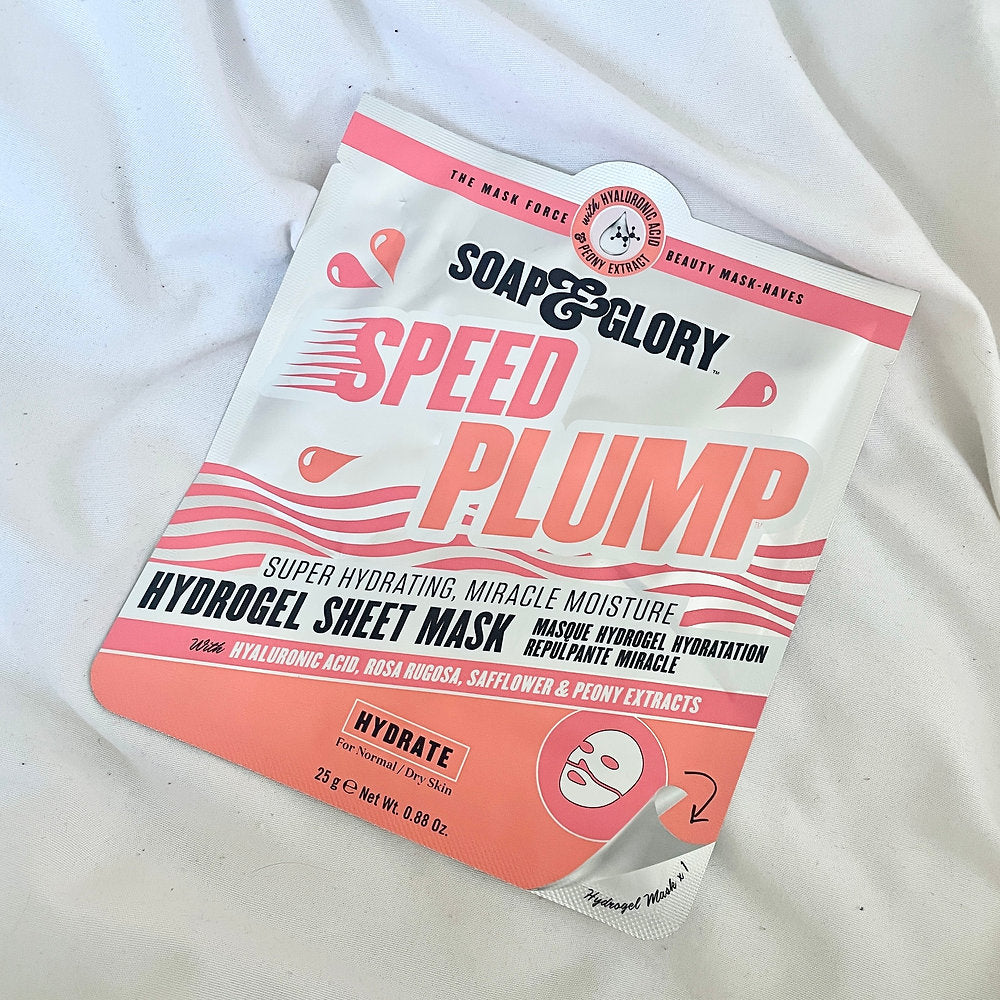 THE MASK FORCE
with HYALURONIC ACID
& PEONY EXTRACT
BEAUTY MASK-HAVES
SOAP & GLORY™
SPEED
PLUMP™
SUPER HYDRATING, MIRACLE MOISTURE
HYDROGEL SHEET MASK
MASQUE HYDROGEL HYDRATATION
REPULPANTE MIRACLE
With HYALURONIC ACID, ROSA RUGOSA, SAFFLOWER & PEONY EXTRACTS
HYDRATE
For Normal / Dry Skin
25 g ℮ Net Wt. 0.88 Oz.
Hydrogel Mask x 1